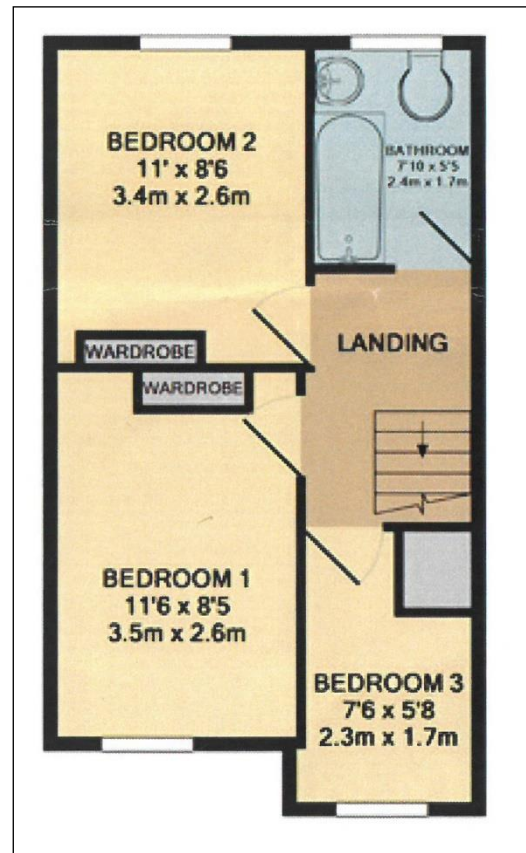 BEDROOM 2
11' x 8'6
3.4m x 2.6m
BATHROOM
7'10 x 5'5
2.4m x 1.7m
LANDING
WARDROBE
WARDROBE
BEDROOM 1
11'6 x 8'5
3.5m x 2.6m
BEDROOM 3
7'6 x 5'8
2.3m x 1.7m